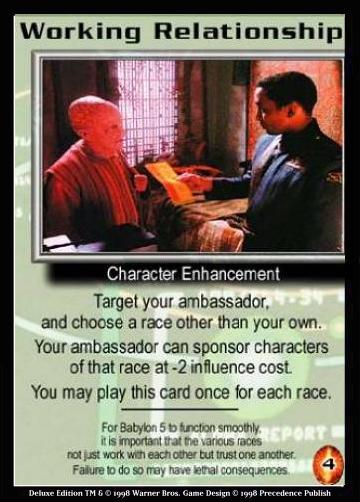 Working Relationship
Character Enhancement
Target your ambassador,
and choose a race other than your own.
Your ambassador can sponsor characters
of that race at -2 influence cost.
You may play this card once for each race.
For Babylon 5 to function smoothly,
it is important that the various races
not just work with each other but trust one another.
Failure to do so may have lethal consequences.
REPORT
4
Deluxe Edition TM & © 1998 Warner Bros. Game Design © 1998 Precedence Publish